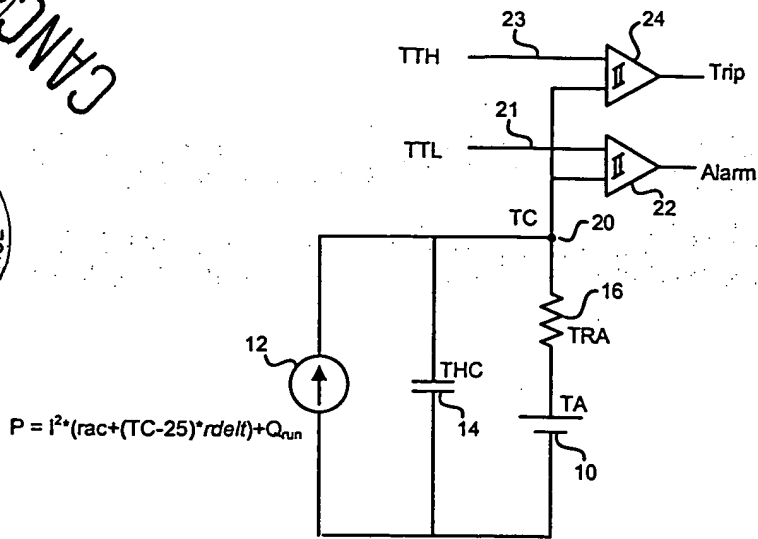 23
24
TTH
Trip
21
TTL
Alarm
22
TC
20
16
TRA
12
THC
14
TA
10
P = I²*(rac+(TC-25)*rdelt)+Qrun